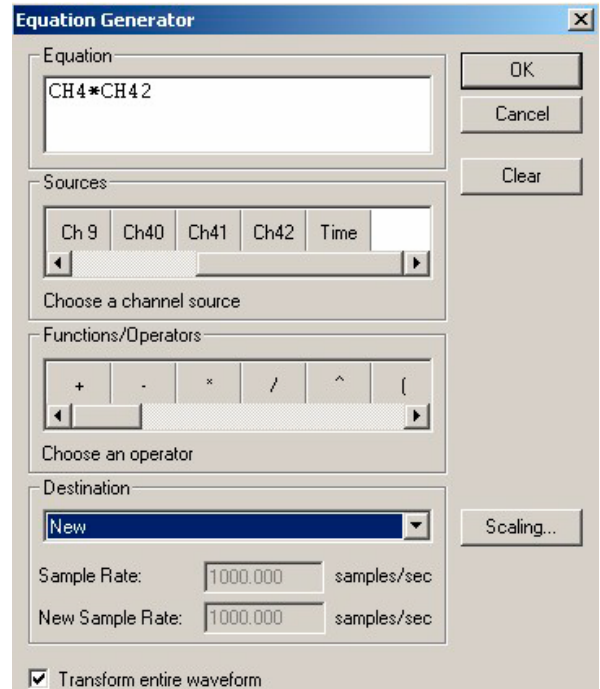 Equation Generator
Equation
CH4*CH42
OK
Cancel
Clear
Sources
Ch 9 Ch40 Ch41 Ch42 Time
Choose a channel source
Functions/Operators
+ - * / ^ (
Choose an operator
Destination
New
Scaling...
Sample Rate: 1000.000 samples/sec
New Sample Rate: 1000.000 samples/sec
Transform entire waveform